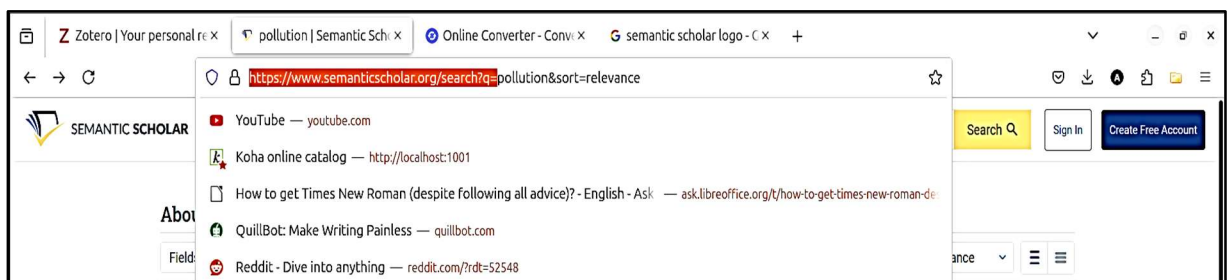 Zotero | Your personal re ×
pollution | Semantic Scho ×
Online Converter - Conve ×
G semantic scholar logo - G ×
https://www.semanticscholar.org/search?q=pollution&sort=relevance
SEMANTIC SCHOLAR
Search
Sign In
Create Free Account
YouTube — youtube.com
Koha online catalog — http://localhost:1001
How to get Times New Roman (despite following all advice)? - English - Ask — ask.libreoffice.org/t/how-to-get-times-new-roman-de
QuillBot: Make Writing Painless — quillbot.com
Reddit - Dive into anything — reddit.com/?rdt=52548
Abou
Field
ance